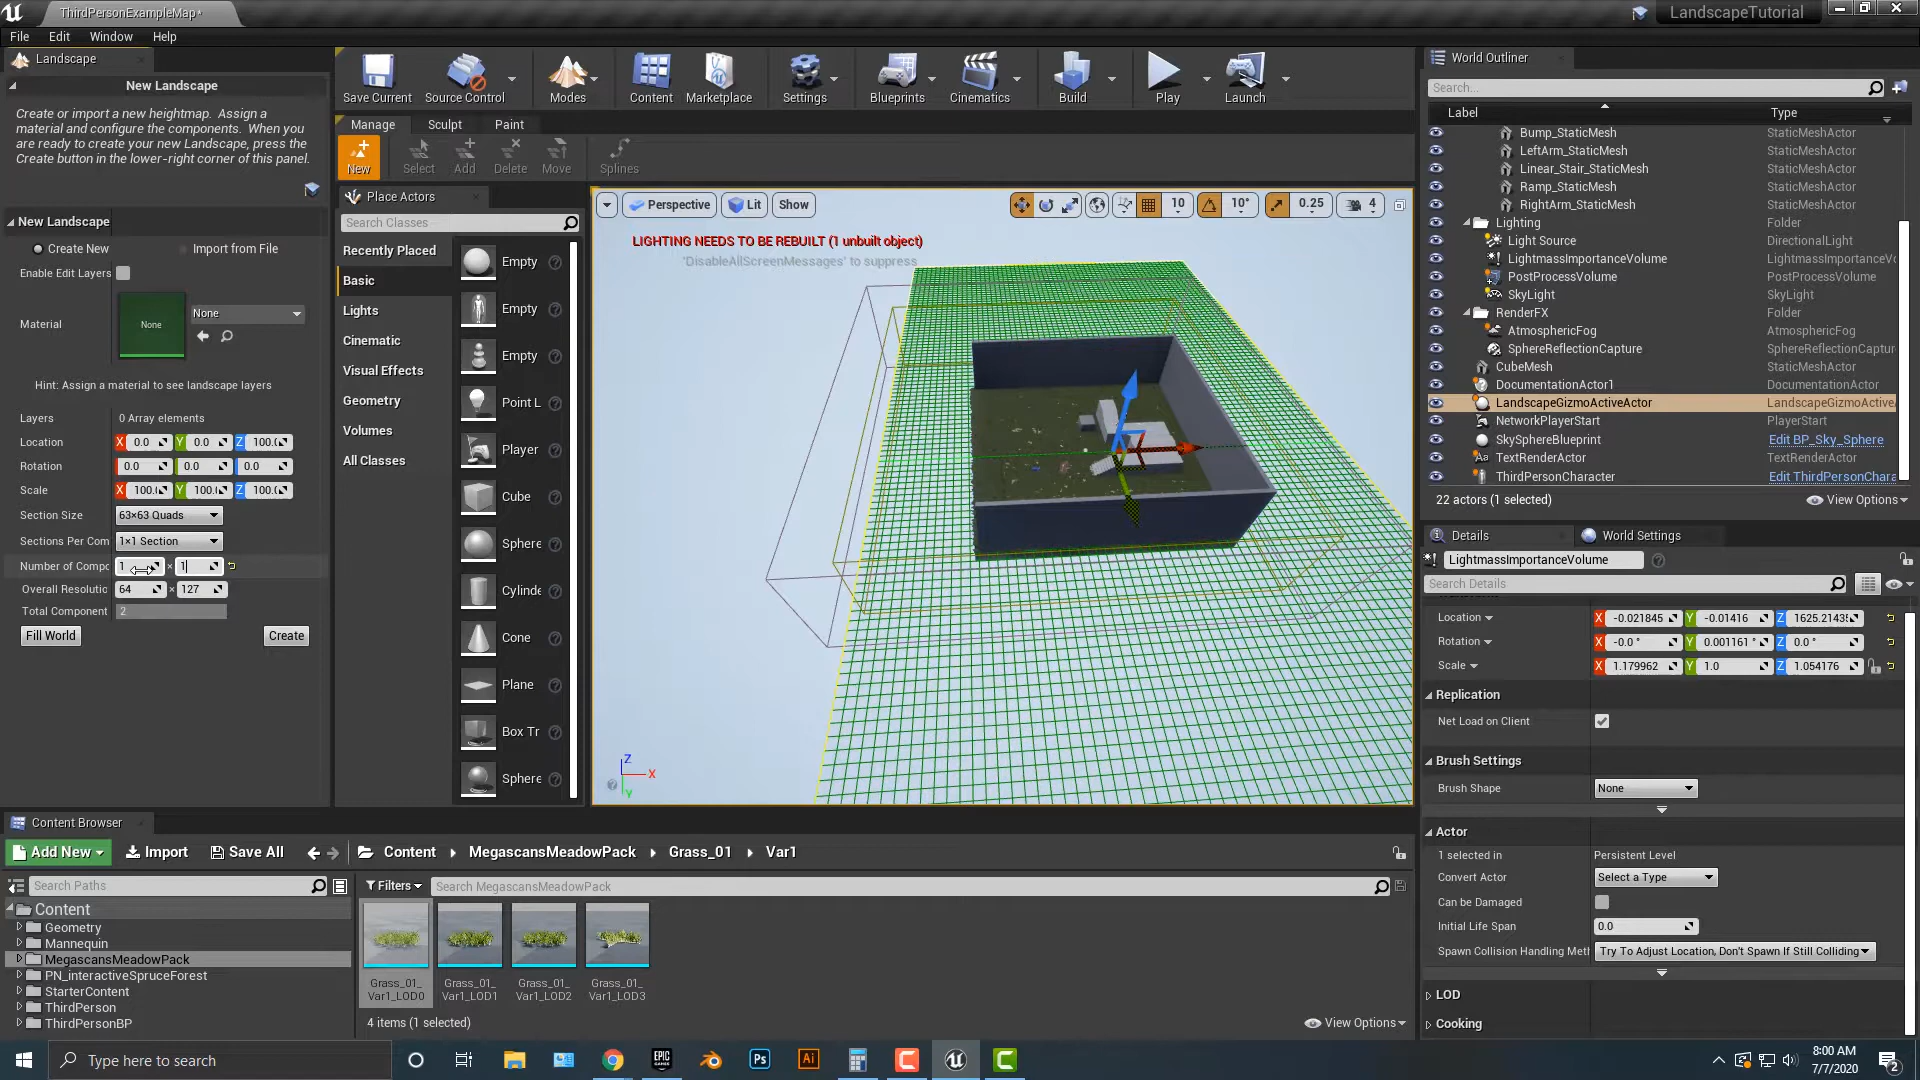 ThirdPersonExampleMap*
LandscapeTutorial
File Edit Window Help
Landscape
New Landscape
Create or import a new heightmap. Assign a
material and configure the components. When you
are ready to create your new Landscape, press the
Create button in the lower-right corner of this panel.
New Landscape
Create New Import from File
Enable Edit Layers
Material None None
Hint: Assign a material to see landscape layers
Layers 0 Array elements
Location X 0.0 Y 0.0 Z 100.(
Rotation 0.0 0.0 0.0
Scale X 100.( Y 100.( Z 100.(
Section Size 63×63 Quads
Sections Per Com 1×1 Section
Number of Compo 1 × 1
Overall Resolutic 64 × 127
Total Component 2
Fill World Create
Save Current Source Control Modes Content Marketplace Settings Blueprints Cinematics Build Play Launch
Manage Sculpt Paint
New Select Add Delete Move Splines
Place Actors
Search Classes
Recently Placed
Basic
Lights
Cinematic
Visual Effects
Geometry
Volumes
All Classes
Empty
Empty
Empty
Point L
Player
Cube
Sphere
Cylinde
Cone
Plane
Box Tr
Sphere
Perspective Lit Show 10 10° 0.25 4
LIGHTING NEEDS TO BE REBUILT (1 unbuilt object)
'DisableAllScreenMessages' to suppress
Z
X
Y
World Outliner
Search...
Label Type
Bump_StaticMesh StaticMeshActor
LeftArm_StaticMesh StaticMeshActor
Linear_Stair_StaticMesh StaticMeshActor
Ramp_StaticMesh StaticMeshActor
RightArm_StaticMesh StaticMeshActor
Lighting Folder
Light Source DirectionalLight
LightmassImportanceVolume LightmassImportanceVo
PostProcessVolume PostProcessVolume
SkyLight SkyLight
RenderFX Folder
AtmosphericFog AtmosphericFog
SphereReflectionCapture SphereReflectionCaptur
CubeMesh StaticMeshActor
DocumentationActor1 DocumentationActor
LandscapeGizmoActiveActor LandscapeGizmoActive
NetworkPlayerStart PlayerStart
SkySphereBlueprint Edit BP_Sky_Sphere
TextRenderActor TextRenderActor
ThirdPersonCharacter Edit ThirdPersonChara
22 actors (1 selected) View Options
Details World Settings
LightmassImportanceVolume
Search Details
Location X -0.021845 Y -0.01416 Z 1625.2143
Rotation X -0.0 ° Y 0.001161 ° Z 0.0 °
Scale X 1.179962 Y 1.0 Z 1.054176
Replication
Net Load on Client
Brush Settings
Brush Shape None
Actor
1 selected in Persistent Level
Convert Actor Select a Type
Can be Damaged
Initial Life Span 0.0
Spawn Collision Handling Meth Try To Adjust Location, Don't Spawn If Still Colliding
LOD
Cooking
Content Browser
Add New Import Save All Content MegascansMeadowPack Grass_01 Var1
Search Paths
Filters Search MegascansMeadowPack
Content
Geometry
Mannequin
MegascansMeadowPack
PN_interactiveSpruceForest
StarterContent
ThirdPerson
ThirdPersonBP
Grass_01_ Grass_01_ Grass_01_ Grass_01_
Var1_LOD0 Var1_LOD1 Var1_LOD2 Var1_LOD3
4 items (1 selected) View Options
Type here to search
EPIC
GAMES
Ps
Ai
8:00 AM
7/7/2020
2